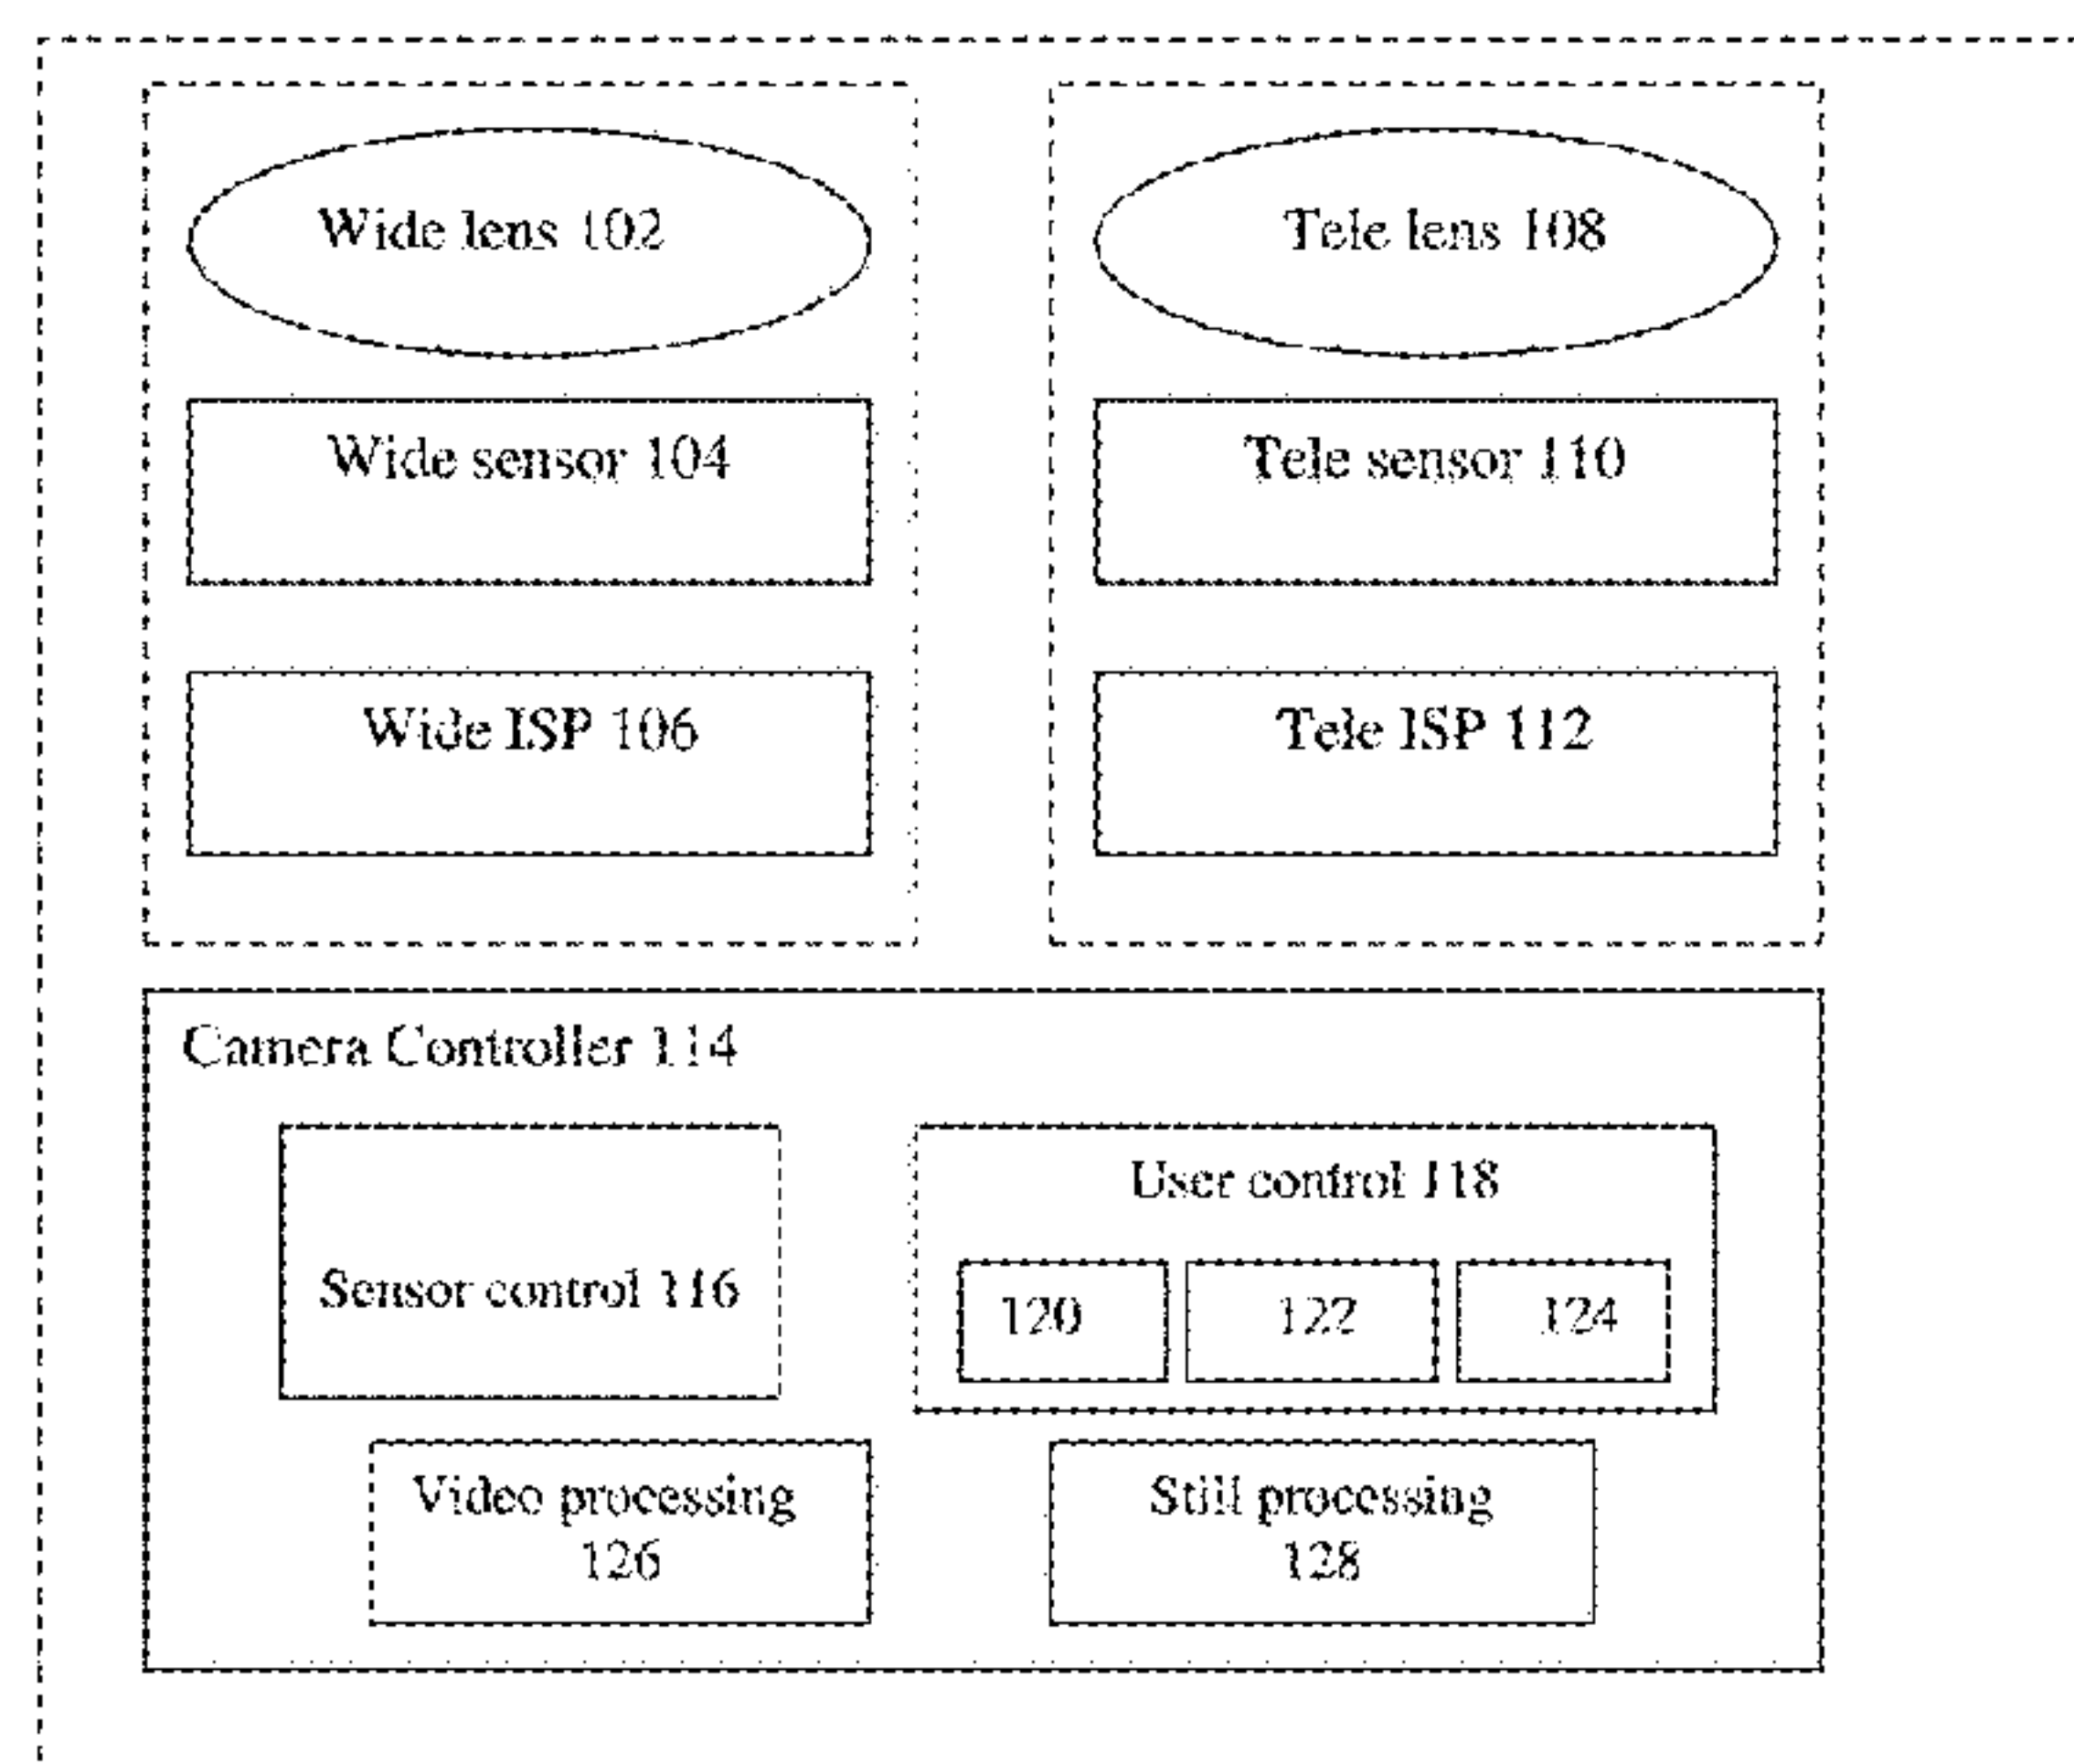 Wide lens 102
Tele lens 108
Wide sensor 104
Tele sensor 110
Wide ISP 106
Tele ISP 112
Camera Controller 114
Sensor control 116
User control 118
120
122
124
Video processing
126
Still processing
128